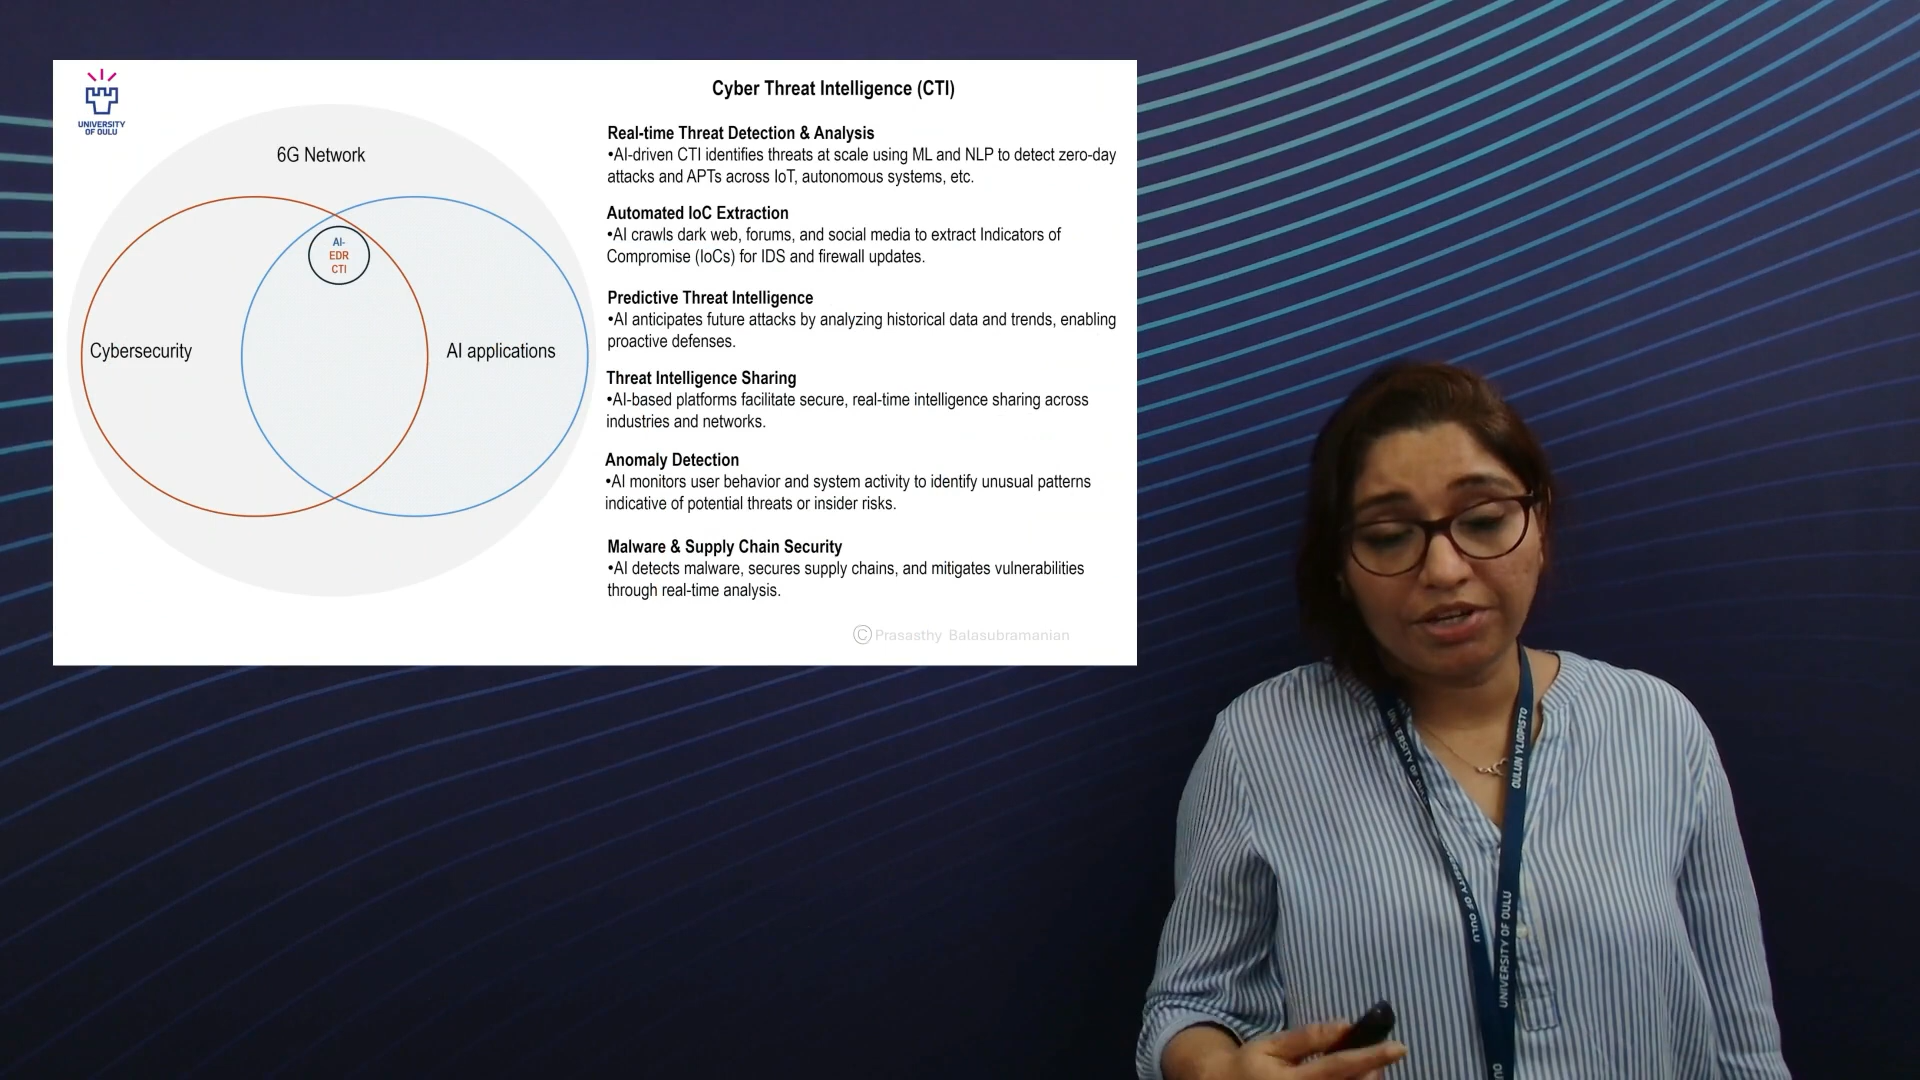 UNIVERSITY
OF OULU
6G Network
AI-
EDR
CTI
Cybersecurity
AI applications
Cyber Threat Intelligence (CTI)
Real-time Threat Detection & Analysis
•AI-driven CTI identifies threats at scale using ML and NLP to detect zero-day
attacks and APTs across IoT, autonomous systems, etc.
Automated IoC Extraction
•AI crawls dark web, forums, and social media to extract Indicators of
Compromise (IoCs) for IDS and firewall updates.
Predictive Threat Intelligence
•AI anticipates future attacks by analyzing historical data and trends, enabling
proactive defenses.
Threat Intelligence Sharing
•AI-based platforms facilitate secure, real-time intelligence sharing across
industries and networks.
Anomaly Detection
•AI monitors user behavior and system activity to identify unusual patterns
indicative of potential threats or insider risks.
Malware & Supply Chain Security
•AI detects malware, secures supply chains, and mitigates vulnerabilities
through real-time analysis.
© Prasasthy Balasubramanian
UNIVERSITY OF OULU
OULUN YLIOPISTO
UNIVERSITY OF OULU
UNIVERSITY OF OULU